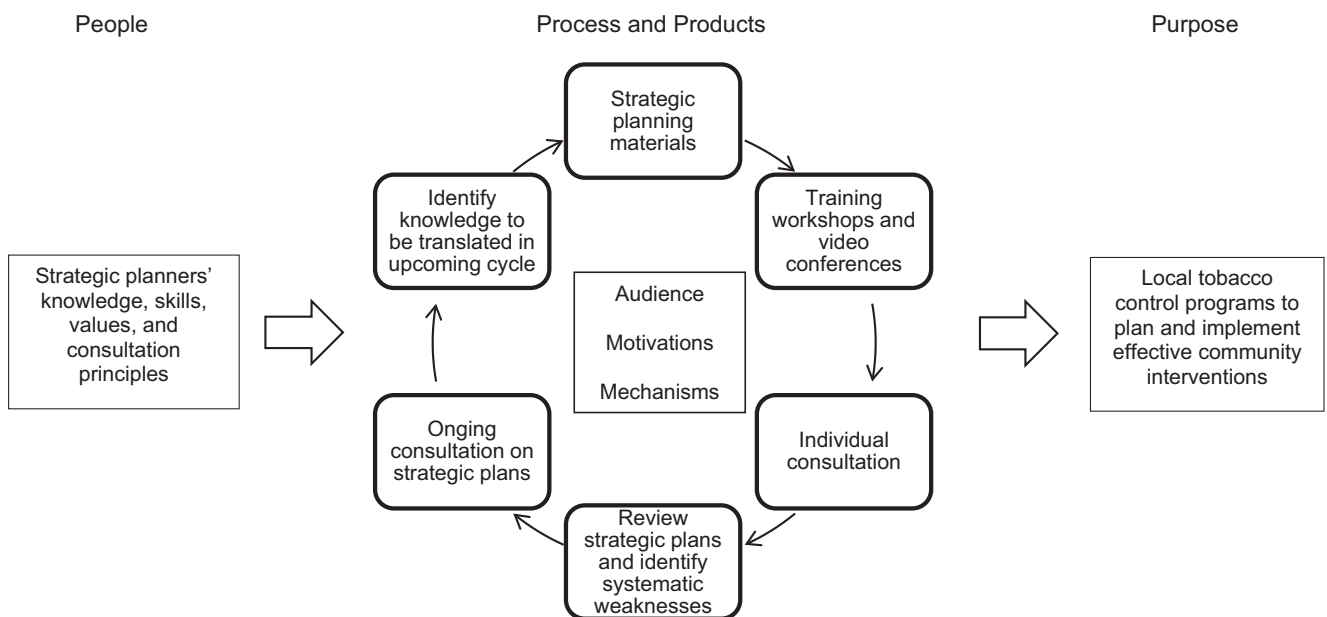 People
Process and Products
Purpose
Strategic planners’
knowledge, skills,
values, and
consultation
principles
Strategic
planning
materials
Training
workshops and
video
conferences
Individual
consultation
Review
strategic plans
and identify
systematic
weaknesses
Onging
consultation on
strategic plans
Identify
knowledge to
be translated in
upcoming cycle
Audience
Motivations
Mechanisms
Local tobacco
control programs to
plan and implement
effective community
interventions